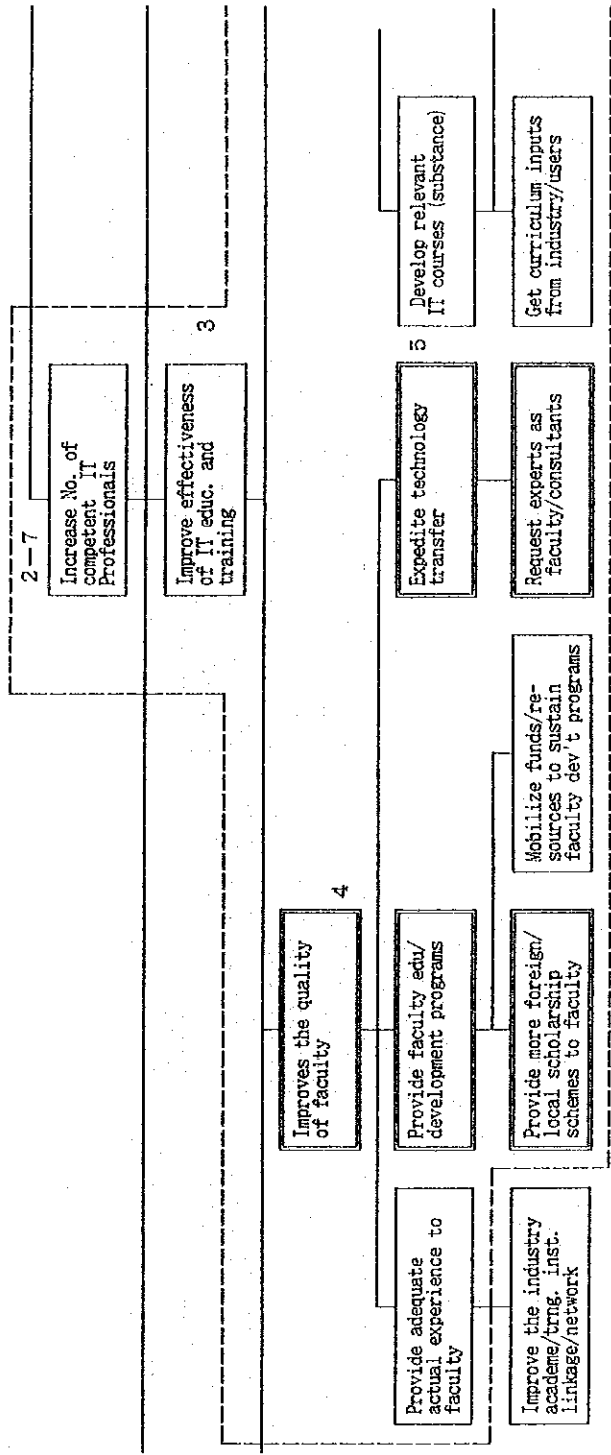 2-7
Increase No. of
competent IT
Professionals
Improve effectiveness
of IT educ. and
training
3
Improves the quality
of faculty
4
Provide adequate
actual experience to
faculty
Provide faculty edu/
development programs
Expedite technology
transfer
5
Develop relevant
IT courses (substance)
Improve the industry
academe/trng. inst.
linkage/network
Provide more foreign/
local scholarship
schemes to faculty
Mobilize funds/re-
sources to sustain
faculty dev't programs
Request experts as
faculty/consultants
Get curriculum inputs
from industry/users